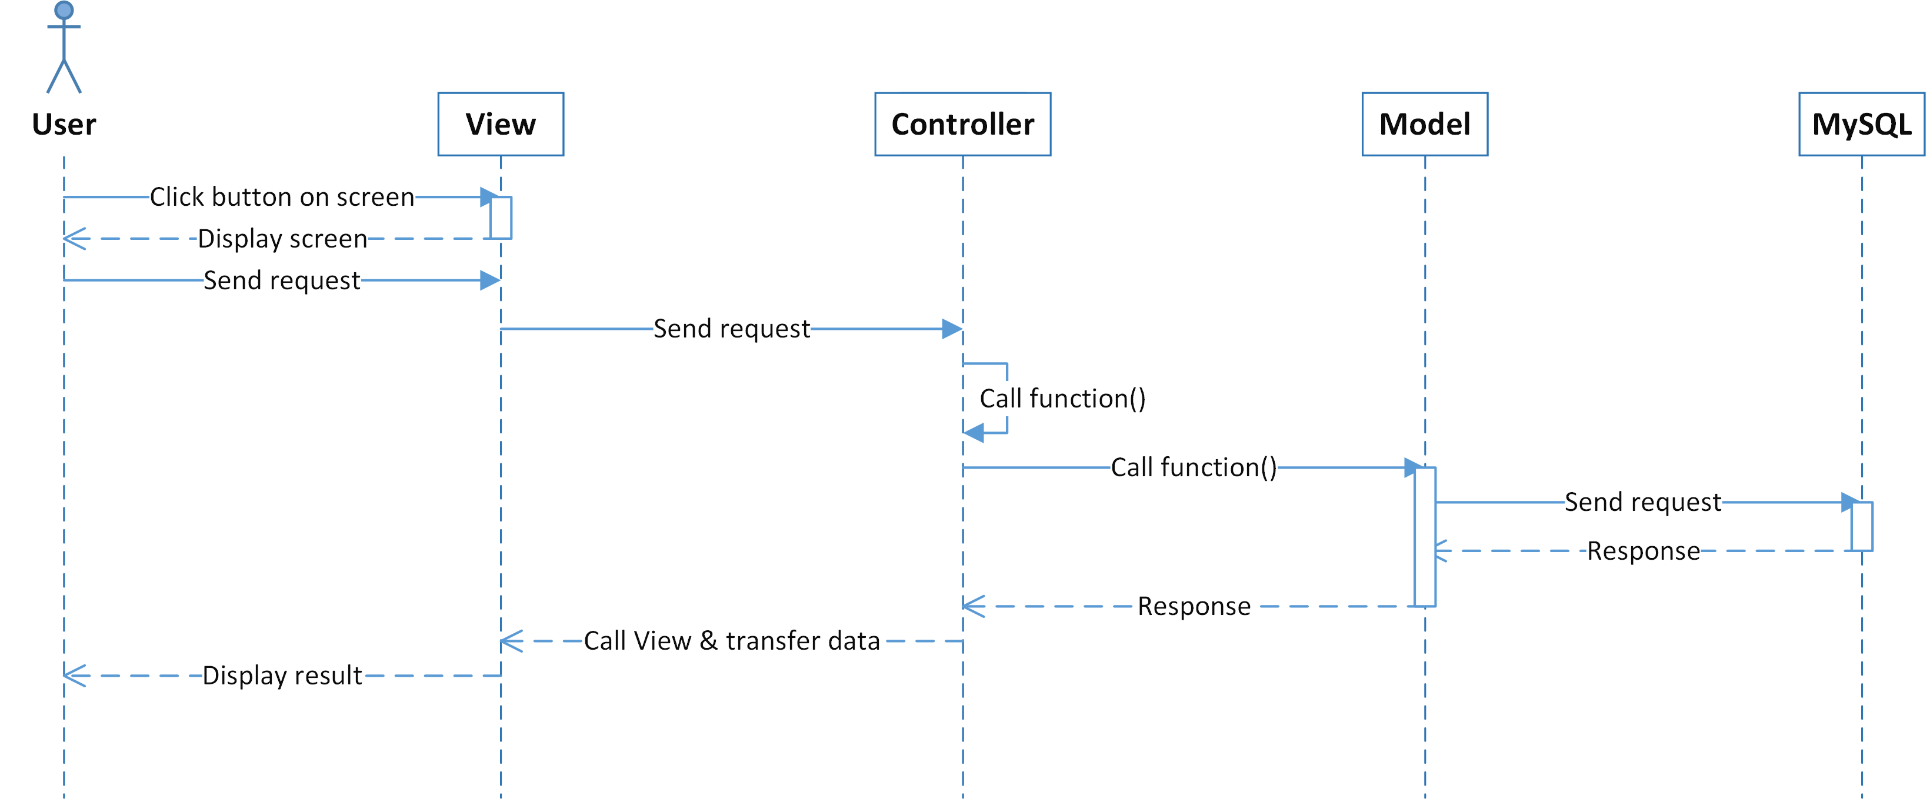 User
View
Controller
Model
MySQL
Click button on screen
Display screen
Send request
Send request
Call function()
Call function()
Send request
Response
Response
Call View & transfer data
Display result